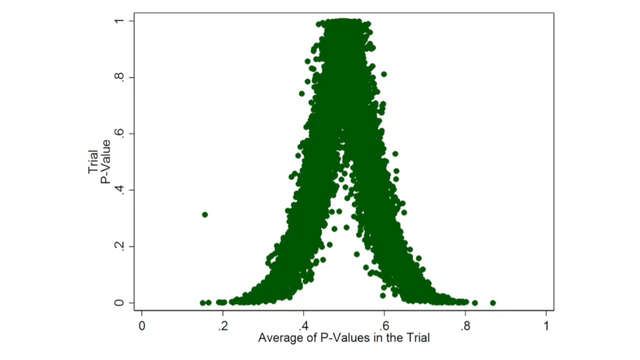 1
.8
.6
.4
.2
0
Trial
P-Value
0 .2 .4 .6 .8 1
Average of P-Values in the Trial